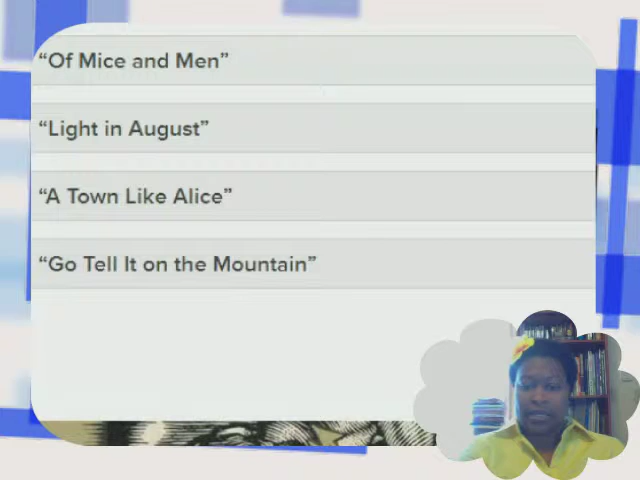 “Of Mice and Men”
“Light in August”
“A Town Like Alice”
“Go Tell It on the Mountain”